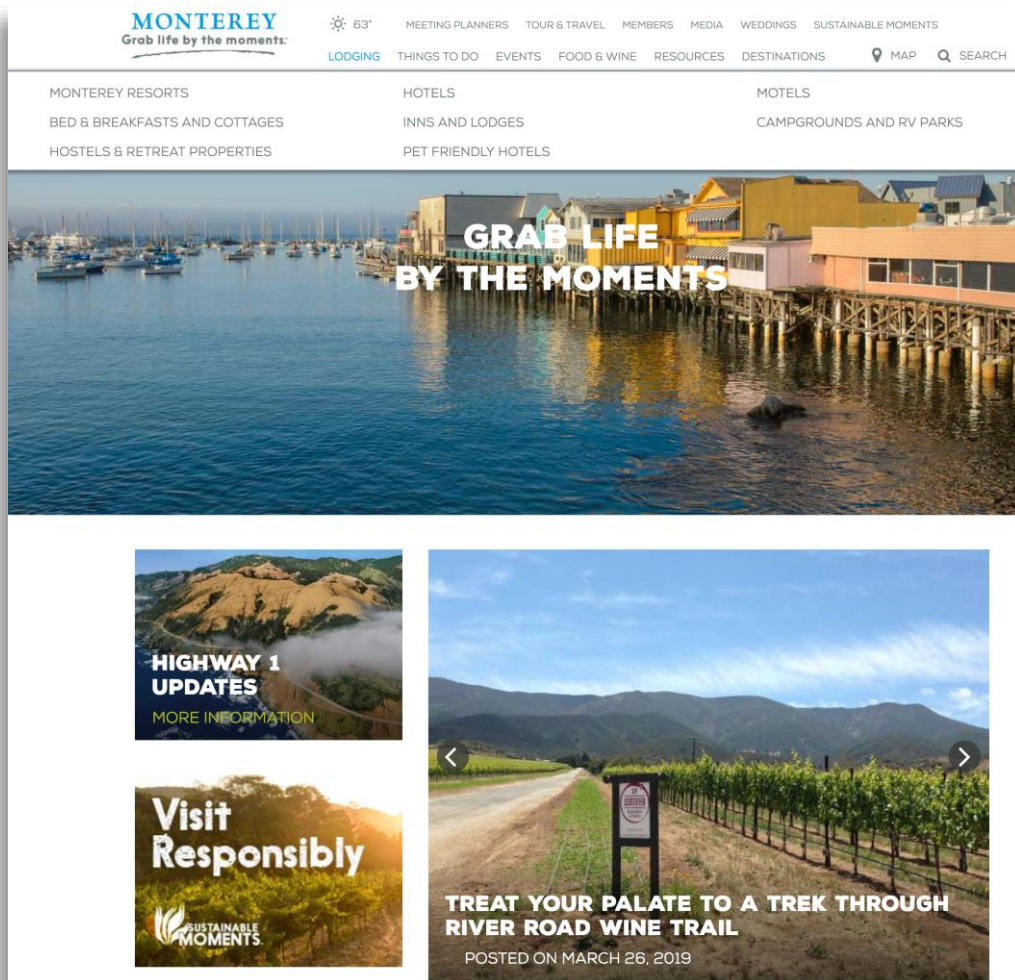 MONTEREY
Grab life by the moments.
63°
MEETING PLANNERS TOUR & TRAVEL MEMBERS MEDIA WEDDINGS SUSTAINABLE MOMENTS
LODGING THINGS TO DO EVENTS FOOD & WINE RESOURCES DESTINATIONS MAP SEARCH
MONTEREY RESORTS HOTELS MOTELS
BED & BREAKFASTS AND COTTAGES INNS AND LODGES CAMPGROUNDS AND RV PARKS
HOSTELS & RETREAT PROPERTIES PET FRIENDLY HOTELS
GRAB LIFE
BY THE MOMENTS
HIGHWAY 1
UPDATES
MORE INFORMATION
Visit
Responsibly
SUSTAINABLE
MOMENTS
CERTIFIED
TREAT YOUR PALATE TO A TREK THROUGH
RIVER ROAD WINE TRAIL
POSTED ON MARCH 26, 2019